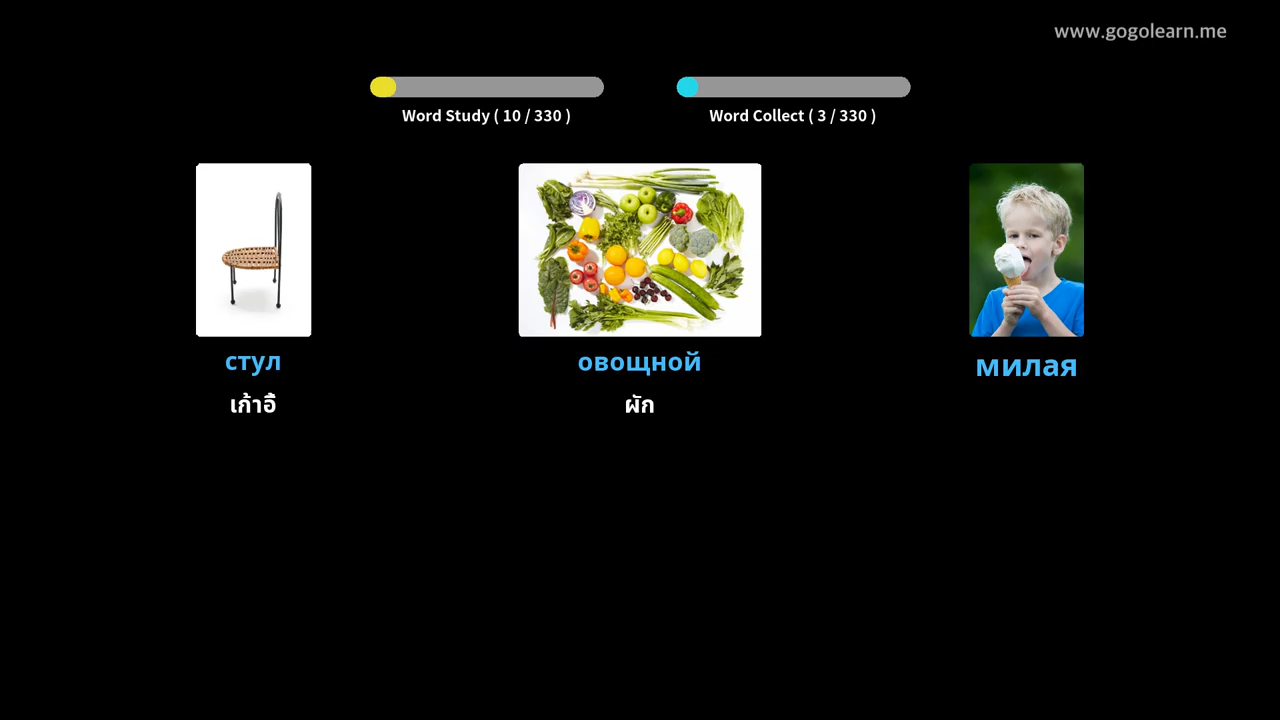 www.gogolearn.me
Word Study ( 10 / 330 )
Word Collect ( 3 / 330 )
стул
овощной
милая
เก้าอี้
ผัก